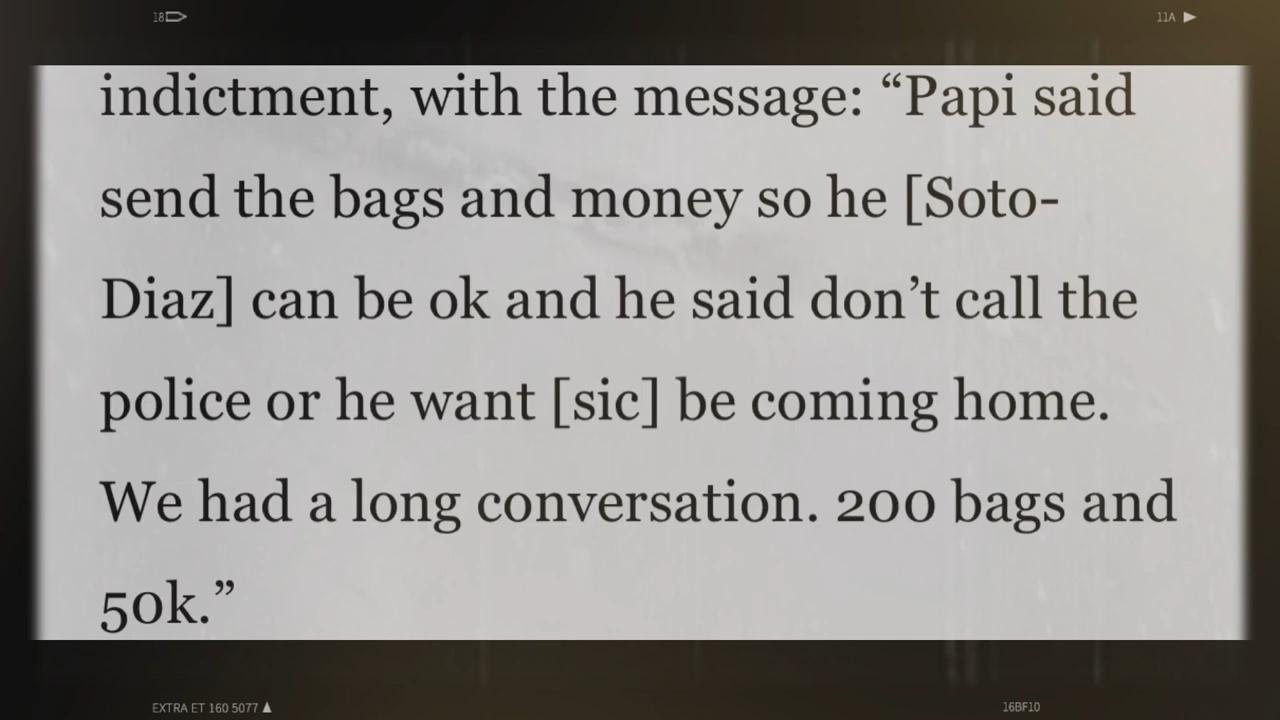 18
11A
indictment, with the message: “Papi said
send the bags and money so he [Soto-
Diaz] can be ok and he said don’t call the
police or he want [sic] be coming home.
We had a long conversation. 200 bags and
50k.”
EXTRA ET 160 5077
16BF10